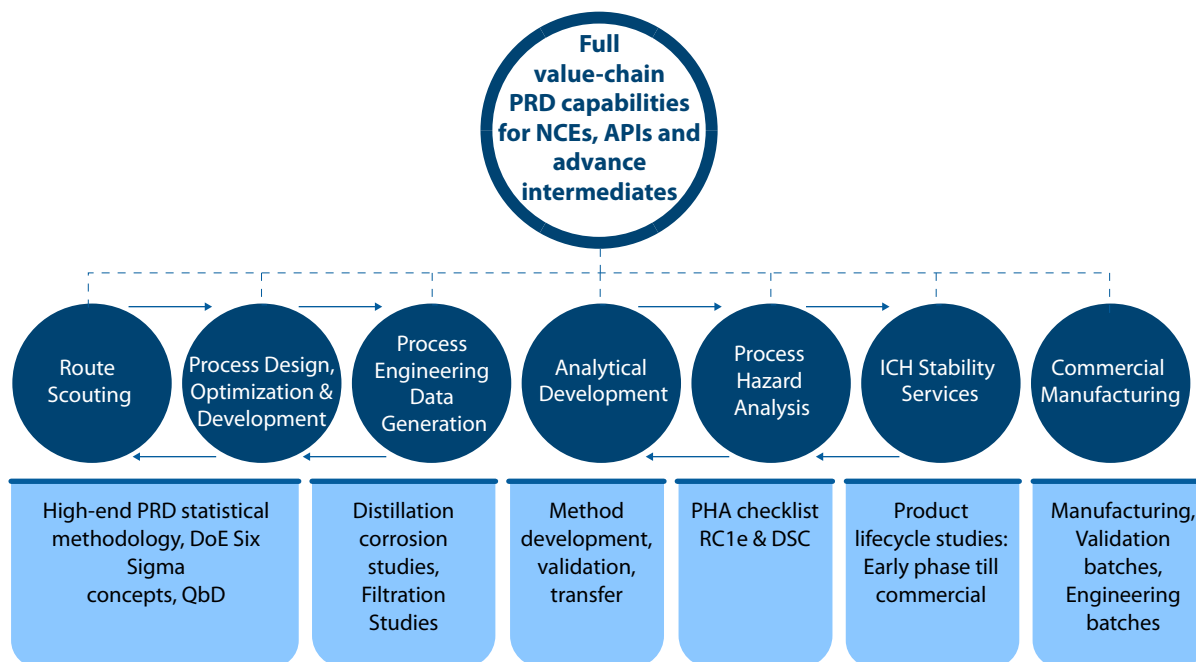 Full
value-chain
PRD capabilities
for NCEs, APIs and
advance
intermediates
Route
Scouting
Process Design,
Optimization &
Development
Process
Engineering
Data
Generation
Analytical
Development
Process
Hazard
Analysis
ICH Stability
Services
Commercial
Manufacturing
High-end PRD statistical
methodology, DoE Six
Sigma
concepts, QbD
Distillation
corrosion
studies,
Filtration
Studies
Method
development,
validation,
transfer
PHA checklist
RC1e & DSC
Product
lifecycle studies:
Early phase till
commercial
Manufacturing,
Validation
batches,
Engineering
batches